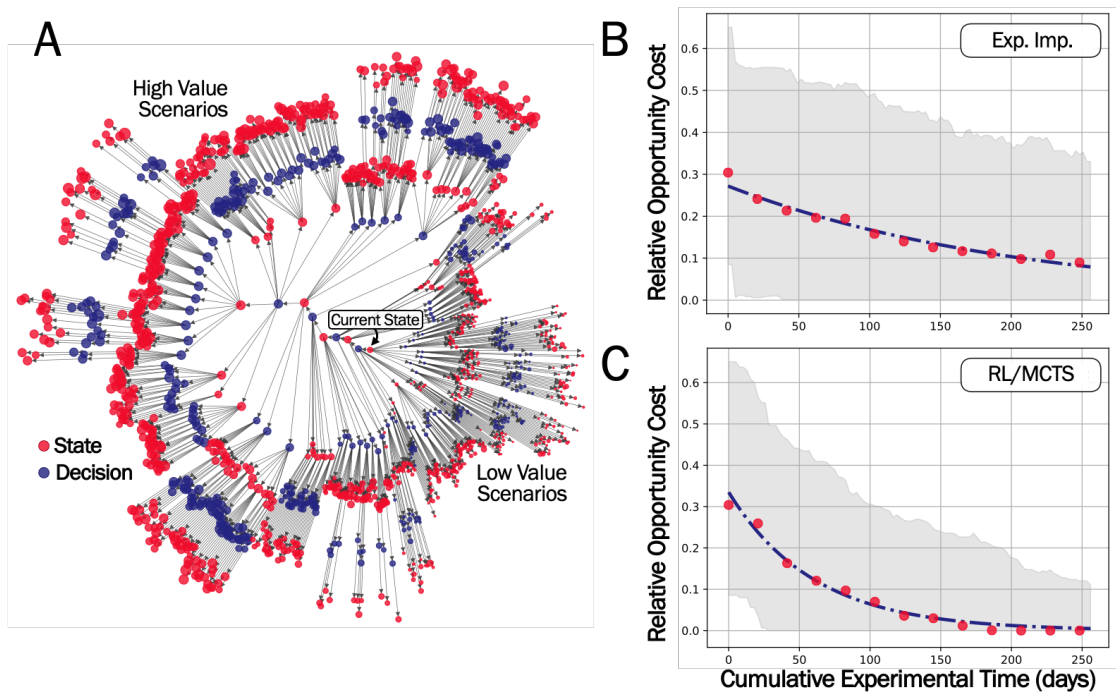 A
High Value
Scenarios
Current State
State
Decision
Low Value
Scenarios
B
Exp. Imp.
Relative Opportunity Cost
0.6
0.5
0.4
0.3
0.2
0.1
0.0
0
50
100
150
200
250
C
RL/MCTS
Relative Opportunity Cost
0.6
0.5
0.4
0.3
0.2
0.1
0.0
0
50
100
150
200
250
Cumulative Experimental Time (days)